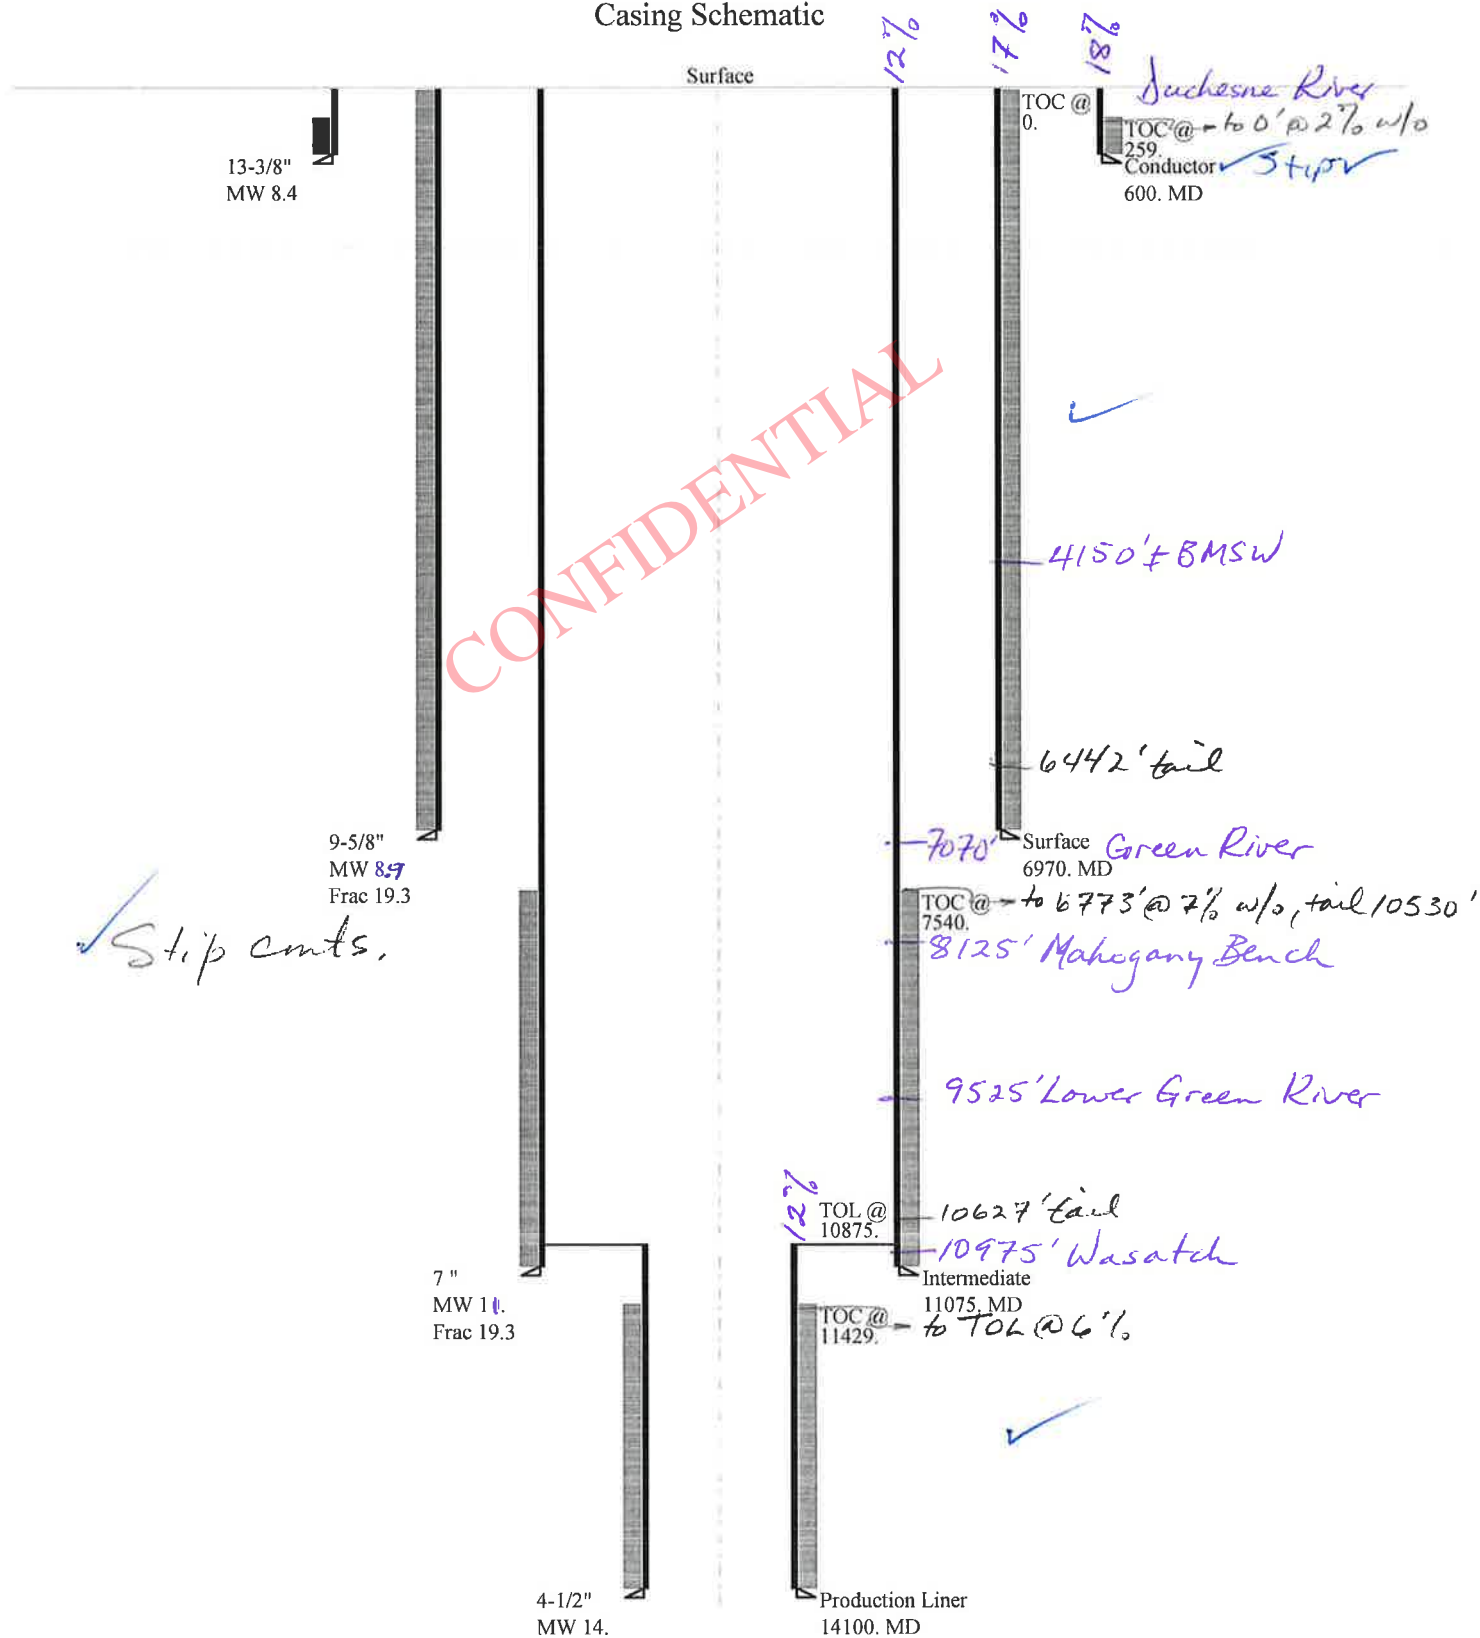 Casing Schematic
12%
17%
18%
Surface
Duchesne River
TOC @
0.
TOC @ to 0' @ 2% w/o
259.
Conductor Stip
600. MD
13-3/8"
MW 8.4
CONFIDENTIAL
4150' ± BMSW
6442' tail
9-5/8"
MW 8.9
Frac 19.3
7070'
Surface Green River
6970. MD
TOC @ to 6773' @ 7% w/o, tail 10530'
7540.
Stip cmts.
8125' Mahogany Bench
9525' Lower Green River
12%
TOL @
10875.
10627' tail
10975' Wasatch
7 "
MW 11.
Frac 19.3
Intermediate
11075. MD
TOC @ to TOL @ 6%
11429.
4-1/2"
MW 14.
Production Liner
14100. MD